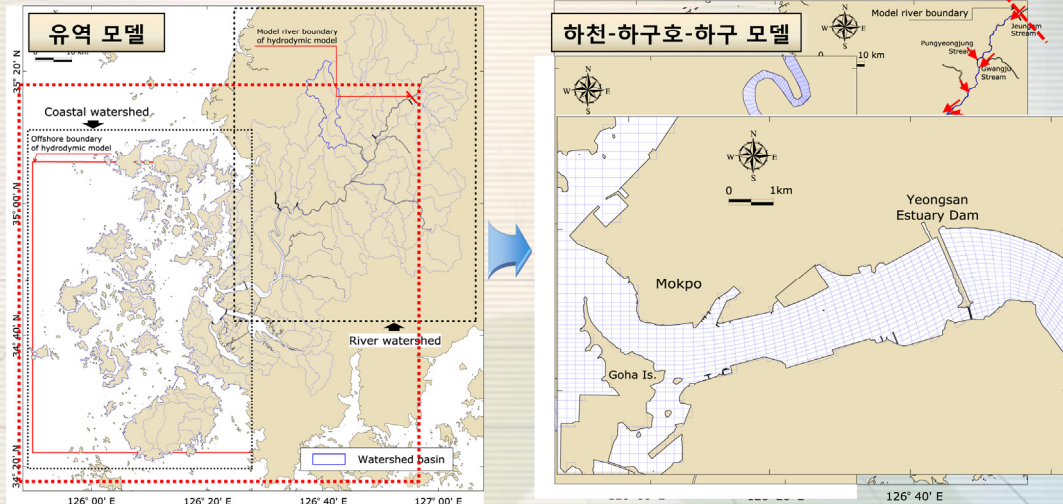 유역 모델
10 km
Model river boundary
of hydrodymic model
Coastal watershed
Offshore boundary
of hydrodymic model
River watershed
Watershed basin
35° 20' N
35° 00' N
34° 40' N
34° 20' N
126° 00' E
126° 20' E
126° 40' E
127° 00' E
하천-하구호-하구 모델
N
W
E
S
Model river boundary
Jeungam
Stream
Pungyeongjung
Stream
Gwangju
Stream
0
10 km
N
W
E
S
N
W
E
S
0
1km
Yeongsan
Estuary Dam
Mokpo
Goha Is.
126° 40' E